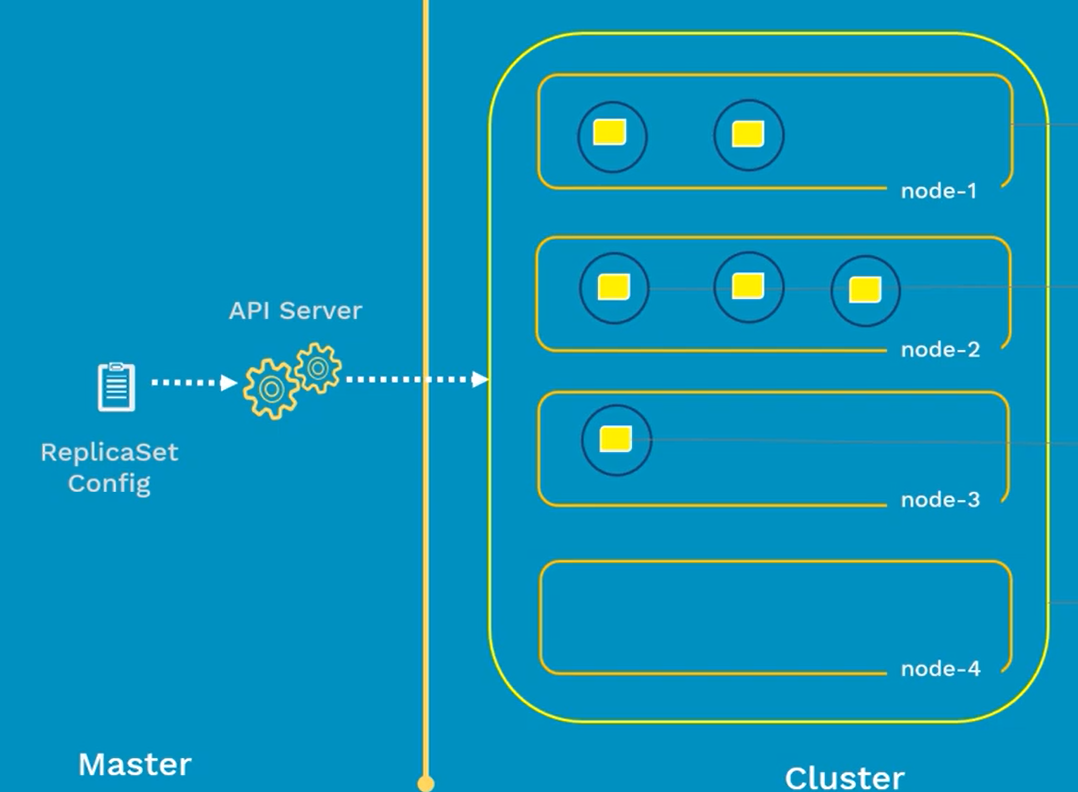 node-1
node-2
API Server
ReplicaSet
Config
node-3
node-4
Master
Cluster